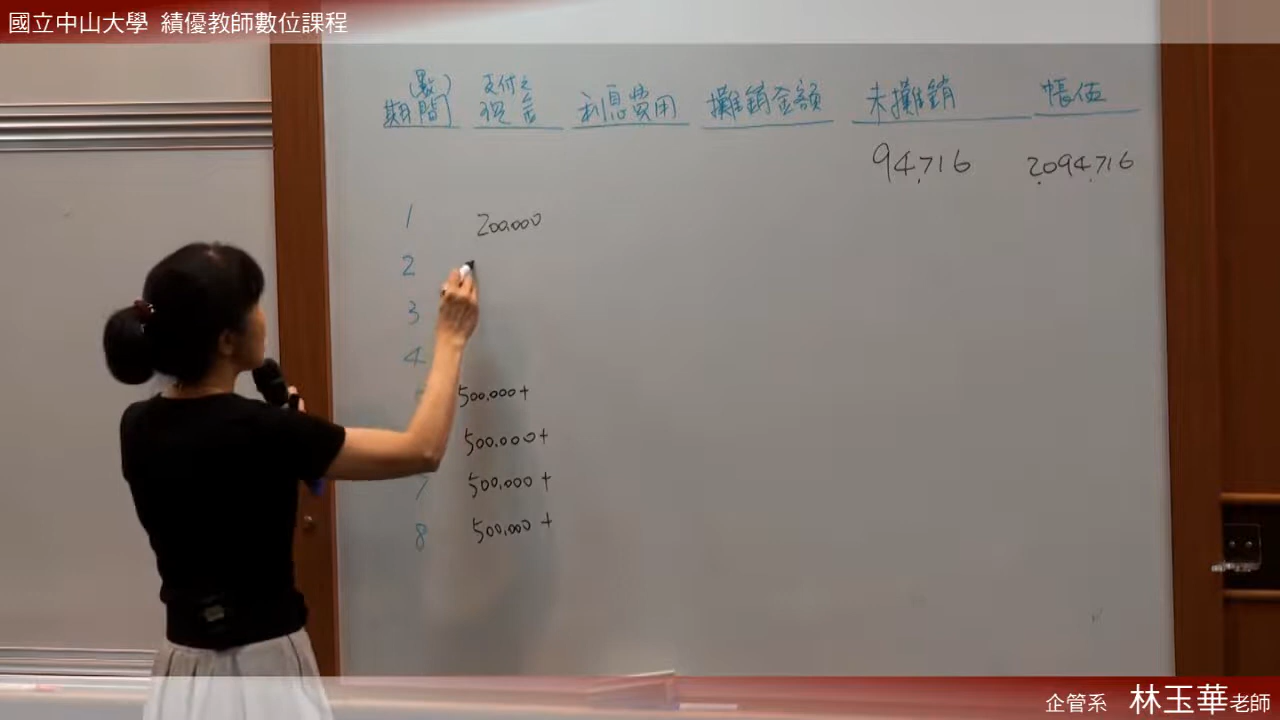 國立中山大學 績優教師數位課程
(數)
期間 支付之現金 利息費用 攤銷金額 未攤銷 帳值
94,716 2,094,716
1 200,000
2
3
4
500,000+
500,000+
7 500,000+
8 500,000+
企管系 林玉華老師